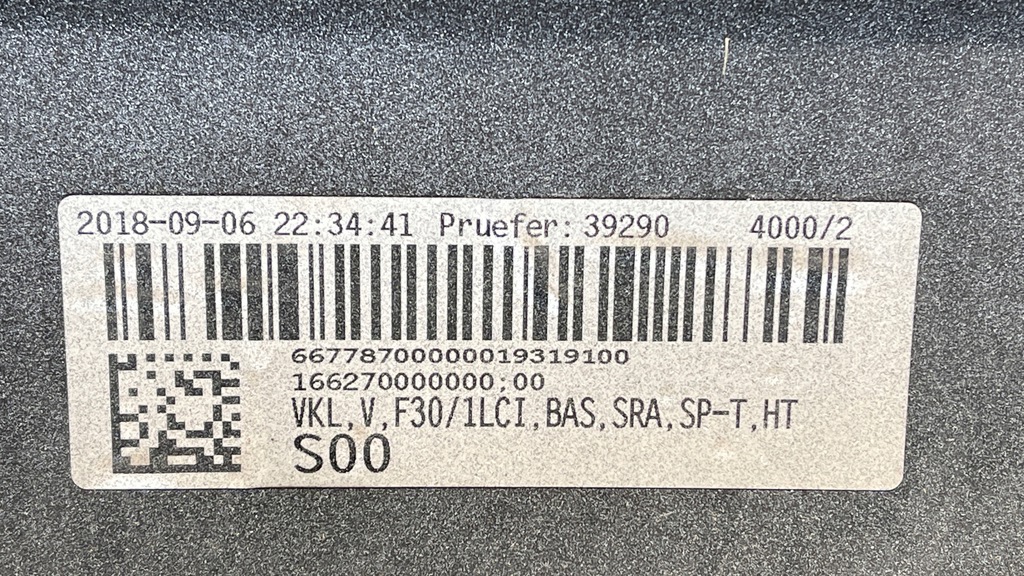 2018-09-06 22:34:41 Pruefer: 39290 4000/2
66778700000019319100
166270000000;00
VKL,V,F30/1LCI,BAS,SRA,SP-T,HT
S00